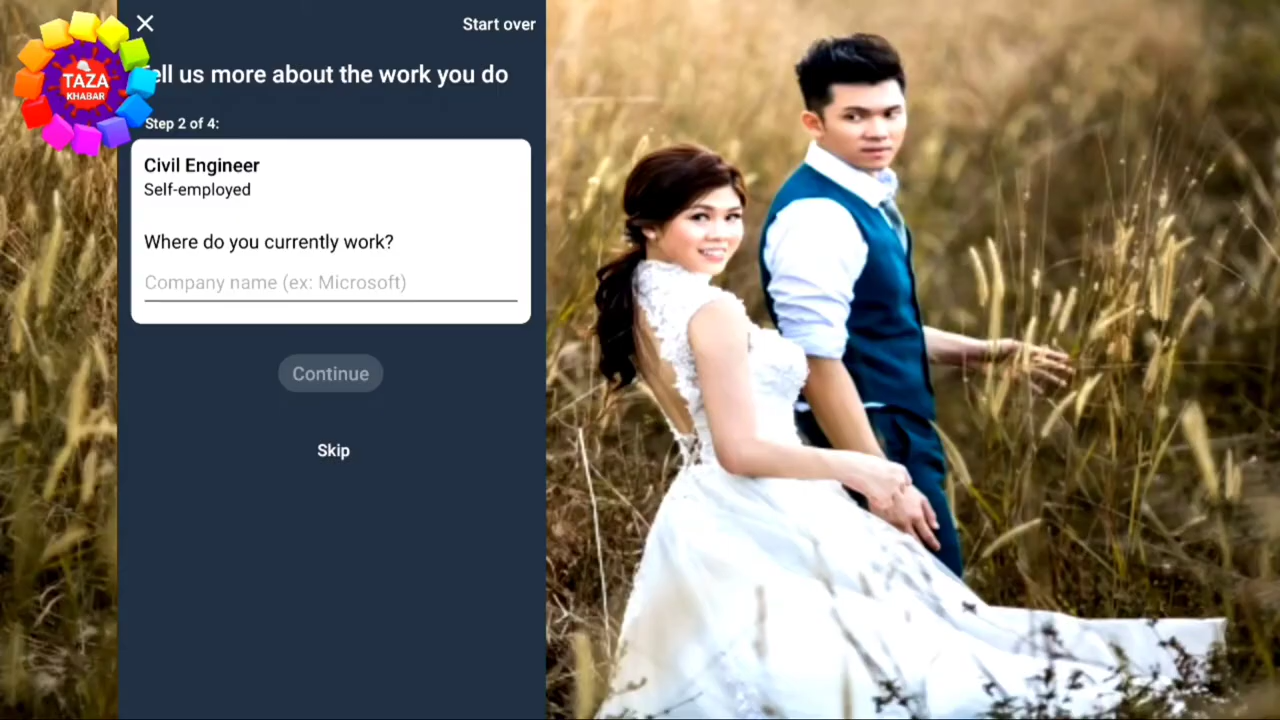 TAZA
KHABAR
Start over
ell us more about the work you do
Step 2 of 4:
Civil Engineer
Self-employed
Where do you currently work?
Company name (ex: Microsoft)
Continue
Skip